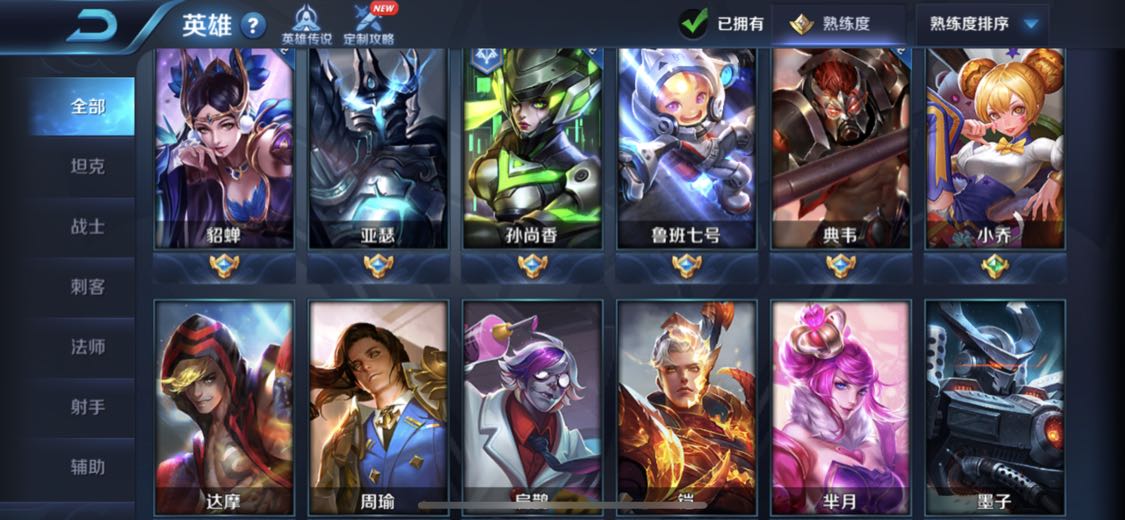 英雄
?
英雄传说
NEW
定制攻略
已拥有
熟练度
熟练度排序
全部
坦克
战士
刺客
法师
射手
辅助
貂蝉
亚瑟
孙尚香
鲁班七号
典韦
小乔
达摩
周瑜
扁鹊
铠
芈月
墨子